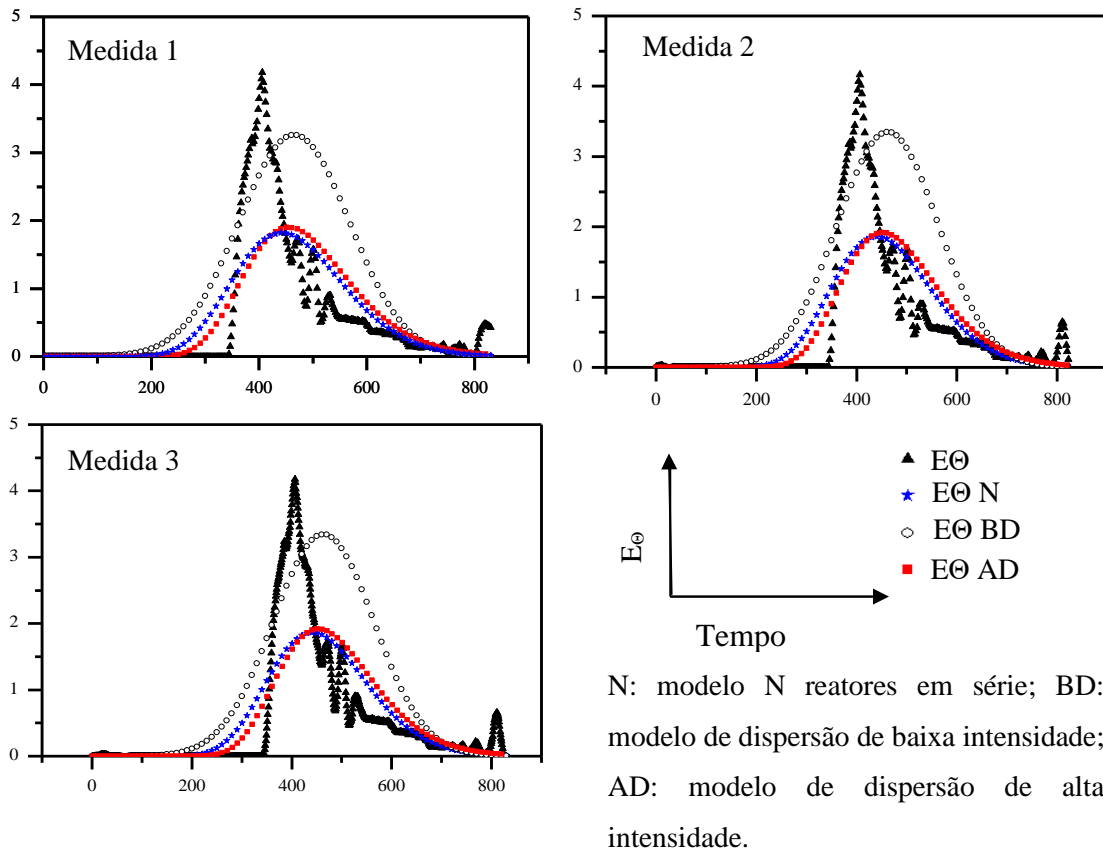 Medida 1
5
4
3
2
1
0
0 200 400 600 800
Medida 2
5
4
3
2
1
0
0 200 400 600 800
Medida 3
5
4
3
2
1
0
0 200 400 600 800
EΘ
EΘ N
EΘ BD
EΘ AD
EΘ
Tempo
N: modelo N reatores em série; BD:
modelo de dispersão de baixa intensidade;
AD: modelo de dispersão de alta
intensidade.